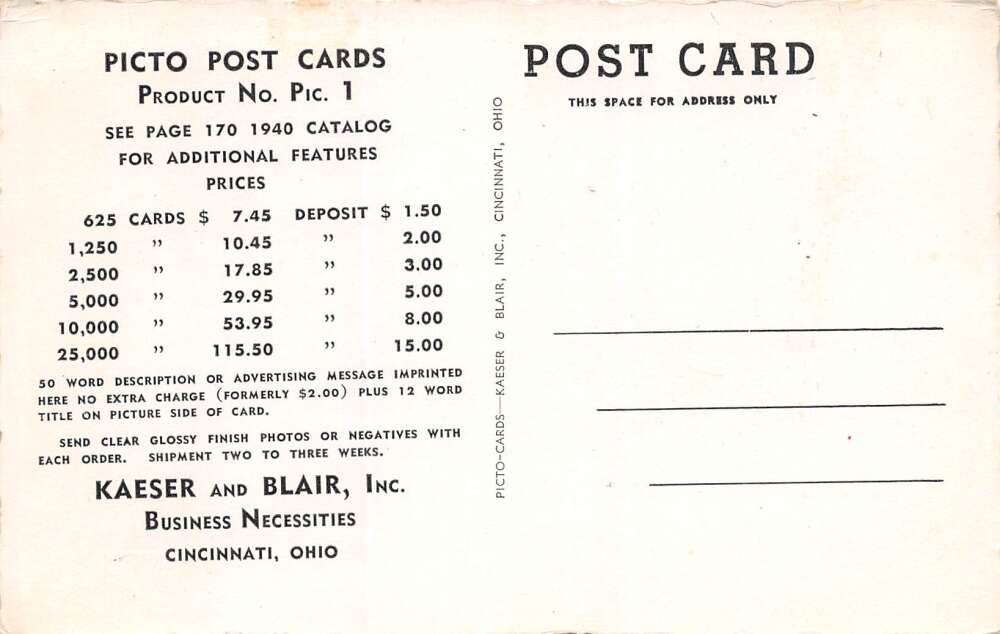 PICTO POST CARDS
PRODUCT NO. PIC. 1
SEE PAGE 170 1940 CATALOG
FOR ADDITIONAL FEATURES
PRICES
625 CARDS $ 7.45 DEPOSIT $ 1.50
1,250 " 10.45 " 2.00
2,500 " 17.85 " 3.00
5,000 " 29.95 " 5.00
10,000 " 53.95 " 8.00
25,000 " 115.50 " 15.00
50 WORD DESCRIPTION OR ADVERTISING MESSAGE IMPRINTED
HERE NO EXTRA CHARGE (FORMERLY $2.00) PLUS 12 WORD
TITLE ON PICTURE SIDE OF CARD.
SEND CLEAR GLOSSY FINISH PHOTOS OR NEGATIVES WITH
EACH ORDER. SHIPMENT TWO TO THREE WEEKS.
KAESER AND BLAIR, INC.
BUSINESS NECESSITIES
CINCINNATI, OHIO
PICTO-CARDS—KAESER & BLAIR, INC., CINCINNATI, OHIO
POST CARD
THIS SPACE FOR ADDRESS ONLY